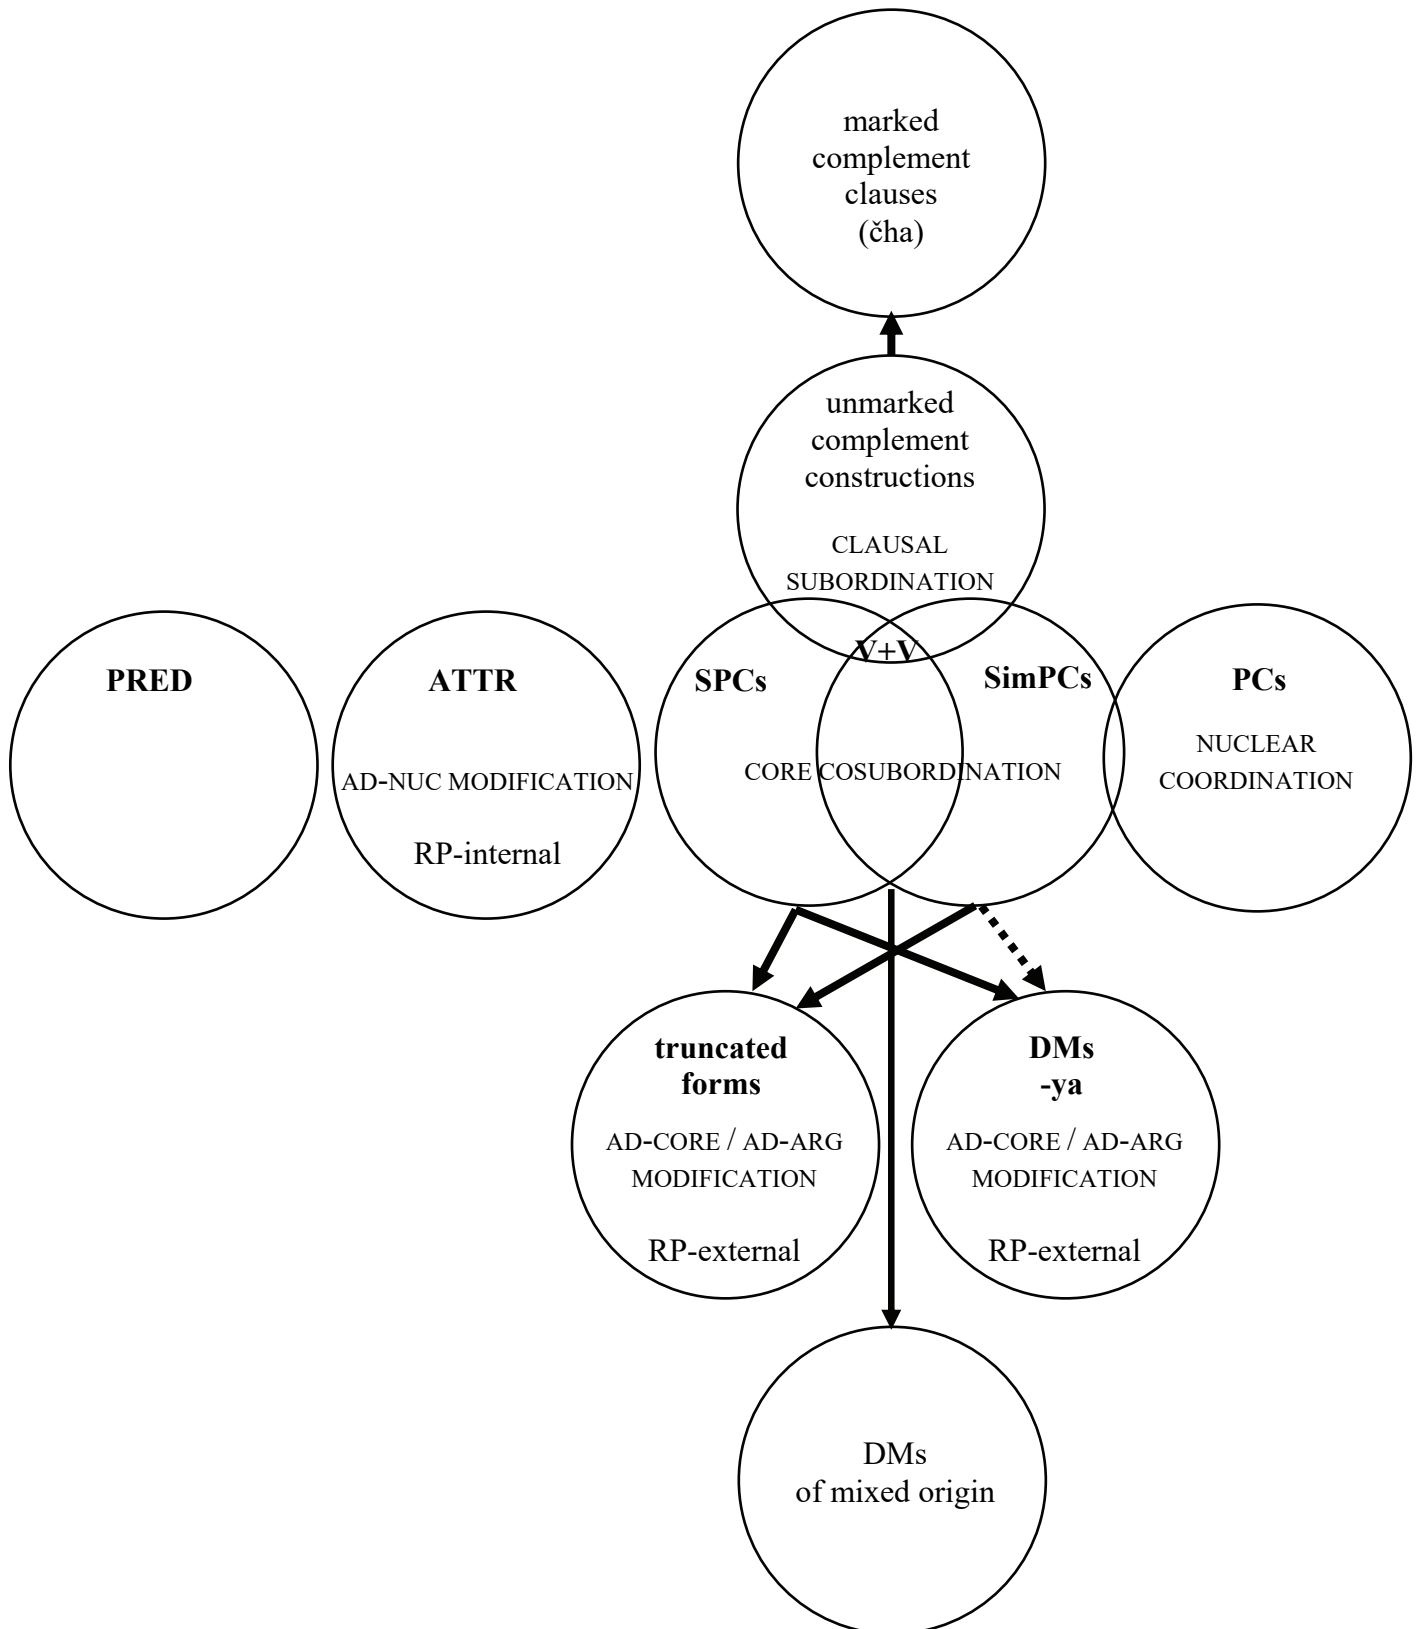 marked
complement
clauses
(čha)
unmarked
complement
constructions
CLAUSAL
SUBORDINATION
V+V
PRED
ATTR
AD-NUC MODIFICATION
RP-internal
SPCs
SimPCs
CORE COSUBORDINATION
PCs
NUCLEAR
COORDINATION
truncated
forms
AD-CORE / AD-ARG
MODIFICATION
RP-external
DMs
-ya
AD-CORE / AD-ARG
MODIFICATION
RP-external
DMs
of mixed origin